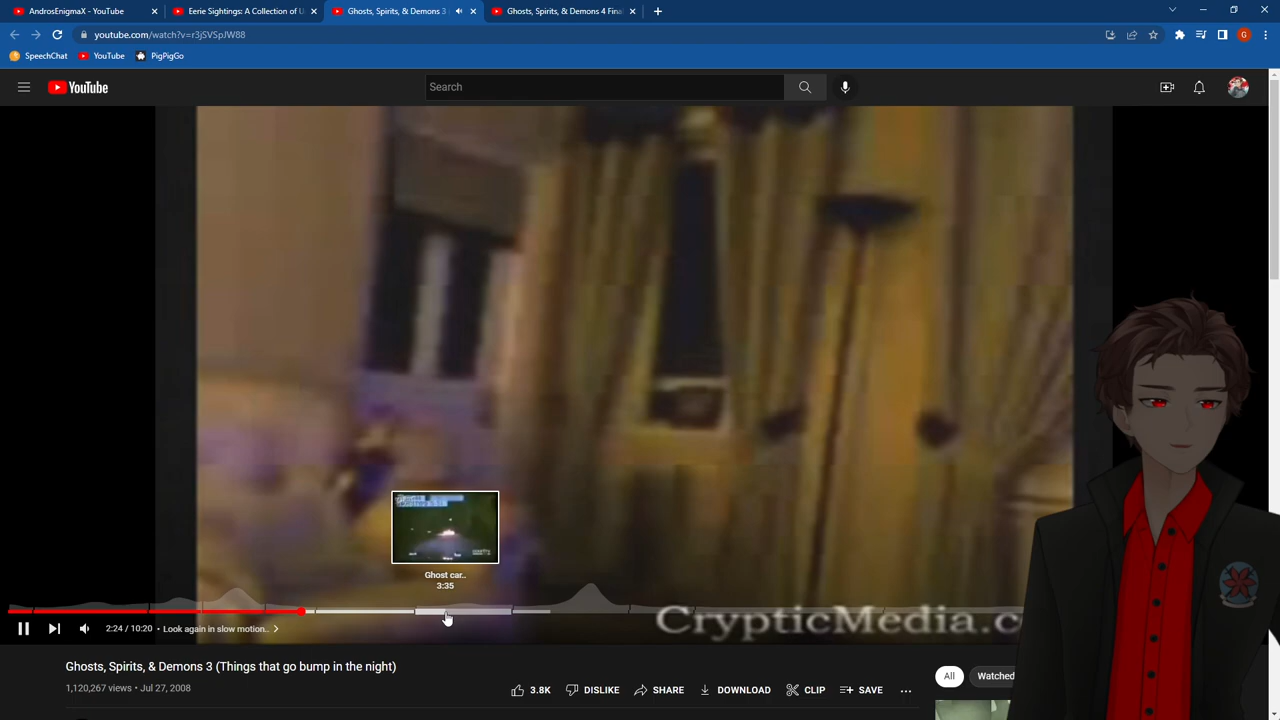 AndrosEnigmaX - YouTube
Eerie Sightings: A Collection of U
Ghosts, Spirits, & Demons 3
Ghosts, Spirits, & Demons 4 Fina
youtube.com/watch?v=r3jSVSpJW88
G
SpeechChat
YouTube
PigPigGo
YouTube
Search
Ghost car..
3:35
CrypticMedia.c
2:24 / 10:20 • Look again in slow motion..
Ghosts, Spirits, & Demons 3 (Things that go bump in the night)
1,120,267 views • Jul 27, 2008
3.8K
DISLIKE
SHARE
DOWNLOAD
CLIP
SAVE
All
Watched